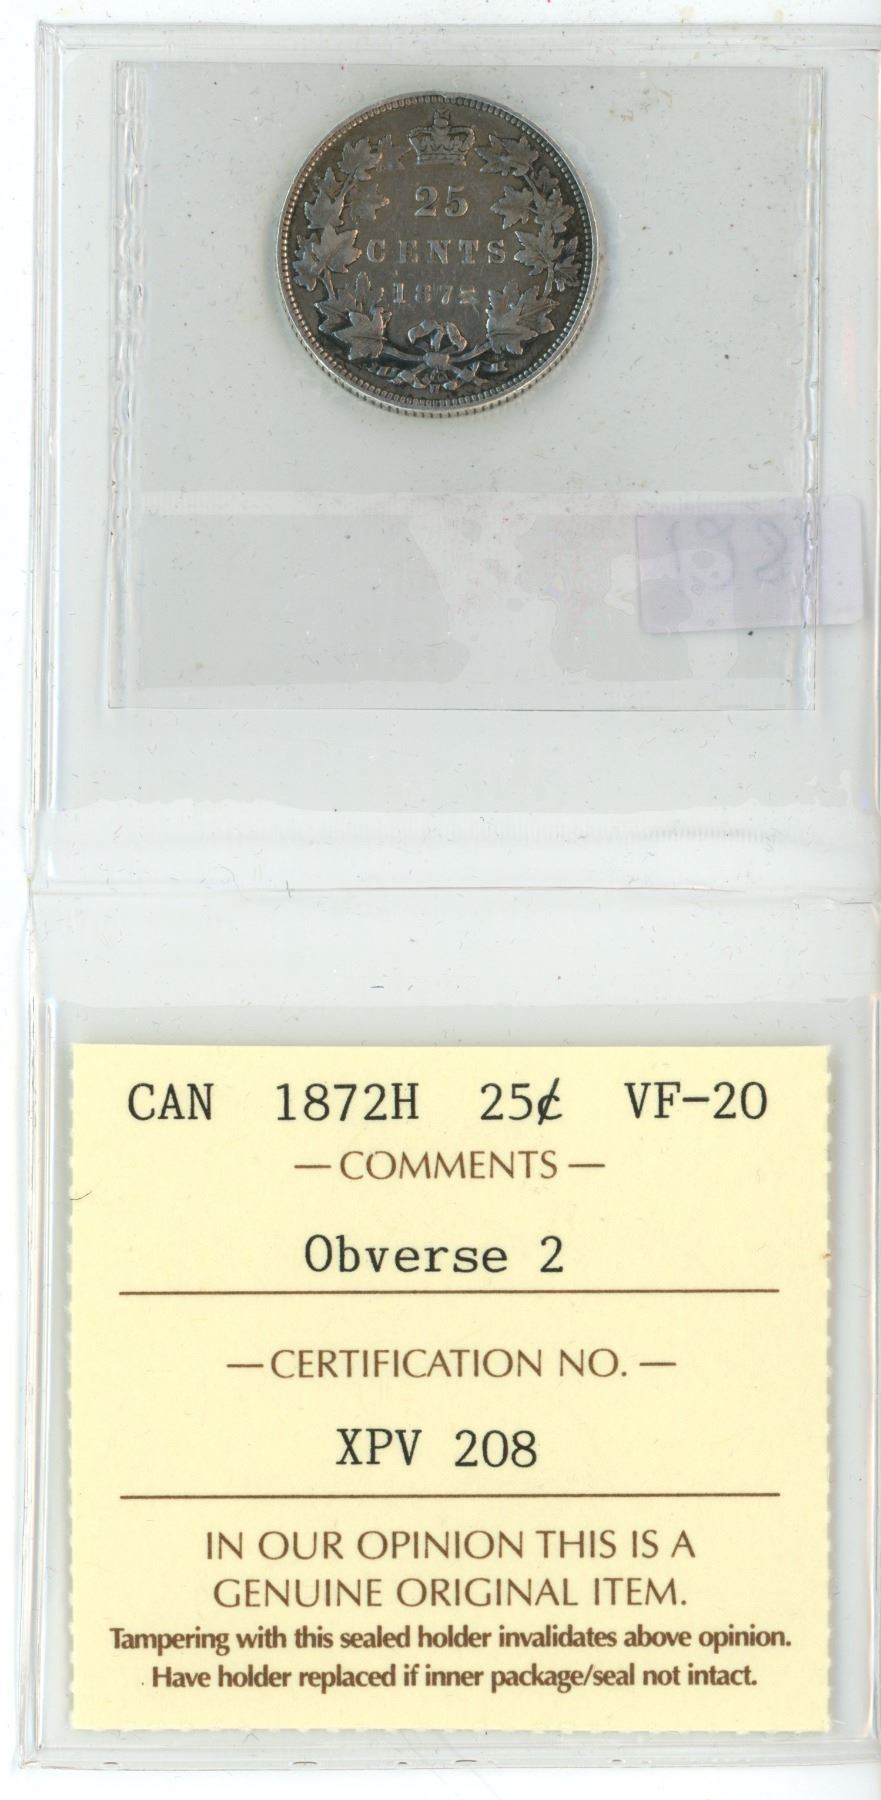 25
CENTS
1872
H
CAN 1872H 25¢ VF-20
— COMMENTS —
Obverse 2
— CERTIFICATION NO. —
XPV 208
IN OUR OPINION THIS IS A
GENUINE ORIGINAL ITEM.
Tampering with this sealed holder invalidates above opinion.
Have holder replaced if inner package/seal not intact.